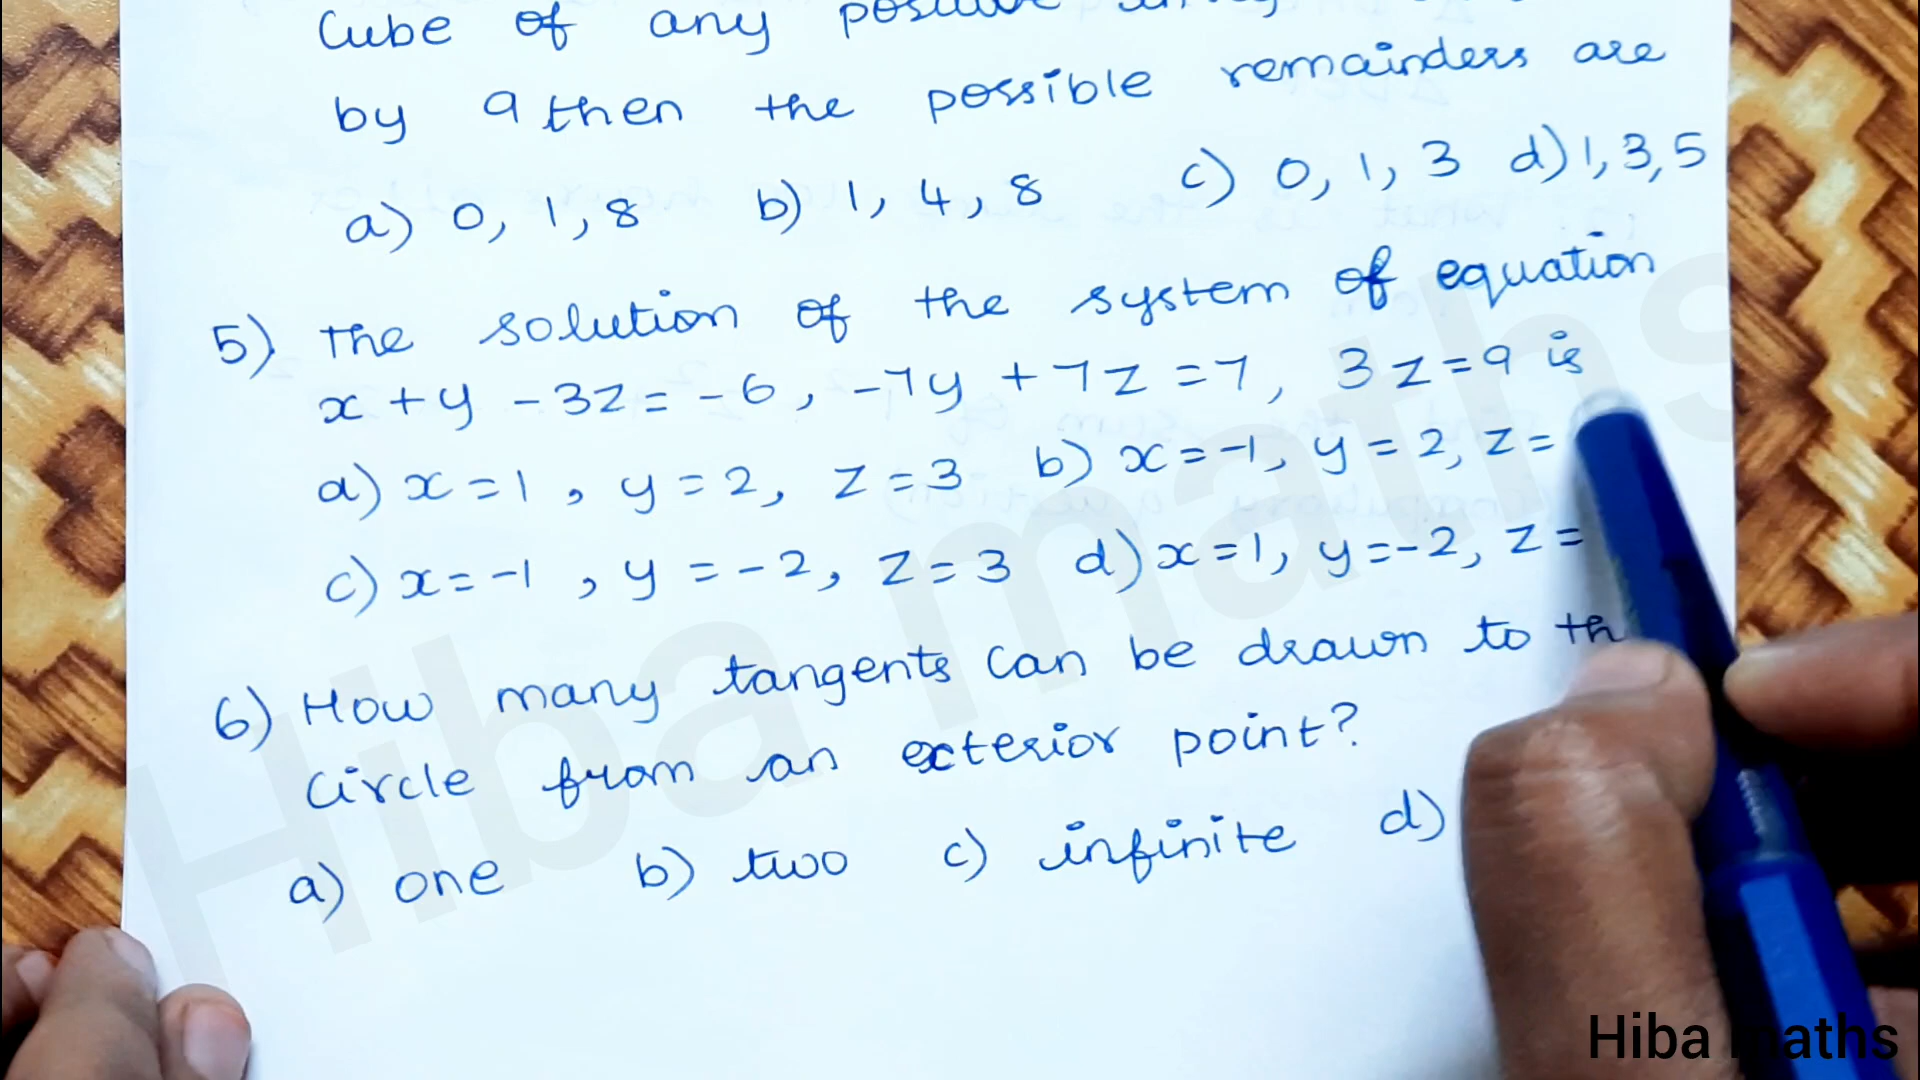 Cube of any
by 9 then the possible remainders are
a) 0, 1, 8 b) 1, 4, 8 c) 0, 1, 3 d) 1, 3, 5
5) The solution of the system of equation
x + y - 3z = -6, -7y + 7z = 7, 3z = 9 is
a) x = 1, y = 2, z = 3 b) x = -1, y = 2, z =
c) x = -1, y = -2, z = 3 d) x = 1, y = -2, z =
6) How many tangents can be drawn to
circle from an exterior point?
a) one b) two c) infinite d)
Hiba maths
Hiba maths